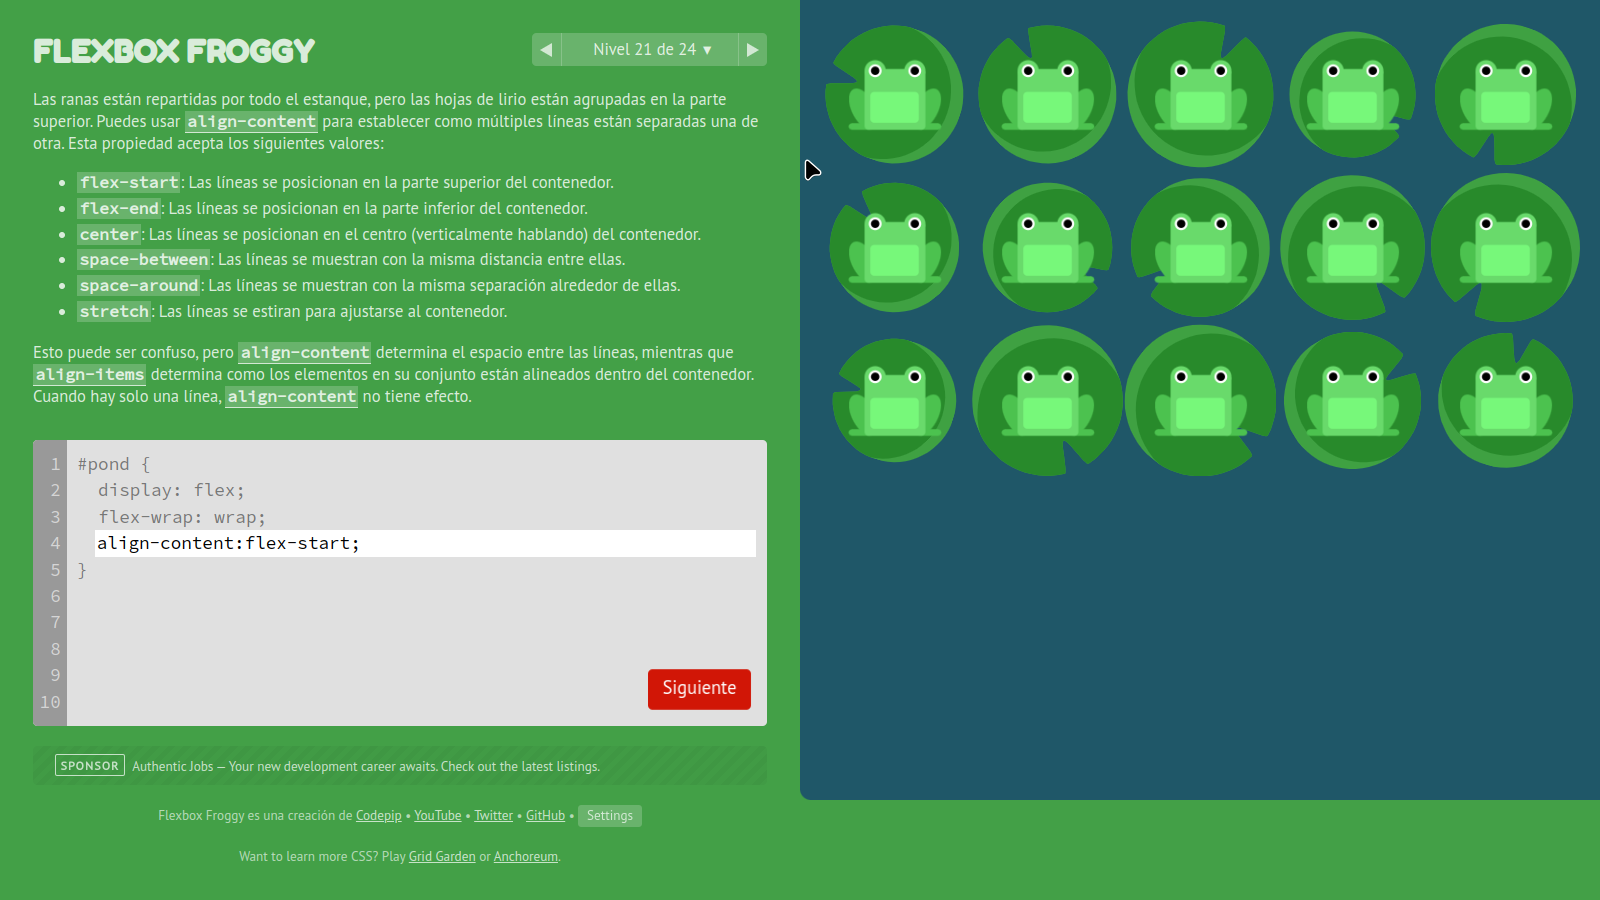 FLEXBOX FROGGY
◀ Nivel 21 de 24 ▼ ▶
Las ranas están repartidas por todo el estanque, pero las hojas de lirio están agrupadas en la parte
superior. Puedes usar align-content para establecer como múltiples líneas están separadas una de
otra. Esta propiedad acepta los siguientes valores:
• flex-start: Las líneas se posicionan en la parte superior del contenedor.
• flex-end: Las líneas se posicionan en la parte inferior del contenedor.
• center: Las líneas se posicionan en el centro (verticalmente hablando) del contenedor.
• space-between: Las líneas se muestran con la misma distancia entre ellas.
• space-around: Las líneas se muestran con la misma separación alrededor de ellas.
• stretch: Las líneas se estiran para ajustarse al contenedor.
Esto puede ser confuso, pero align-content determina el espacio entre las líneas, mientras que
align-items determina como los elementos en su conjunto están alineados dentro del contenedor.
Cuando hay solo una línea, align-content no tiene efecto.
1 #pond {
2 display: flex;
3 flex-wrap: wrap;
4 align-content:flex-start;
5 }
6
7
8
9
10
Siguiente
SPONSOR Authentic Jobs — Your new development career awaits. Check out the latest listings.
Flexbox Froggy es una creación de Codepip • YouTube • Twitter • GitHub • Settings
Want to learn more CSS? Play Grid Garden or Anchoreum.